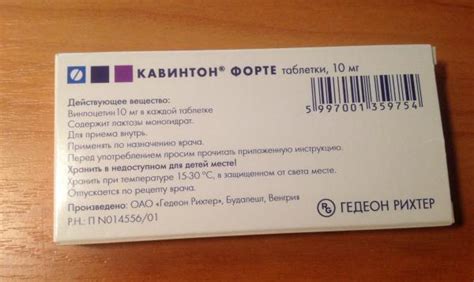 КАВИНТОН® ФОРТЕ таблетки, 10 мг
Действующее вещество:
Винпоцетин 10 мг в каждой таблетке
Содержит лактозы моногидрат.
Для приема внутрь.
Применять по назначению врача.
Перед употреблением просим прочитать приложенную инструкцию.
Хранить в недоступном для детей месте!
Хранить при температуре 15-30 °C, в защищенном от света месте.
Отпускается по рецепту врача.
Произведено: ОАО «Гедеон Рихтер», Будапешт, Венгрия
Р.Н.: П N014556/01
5 997001 359754
RG ГЕДЕОН РИХТЕР